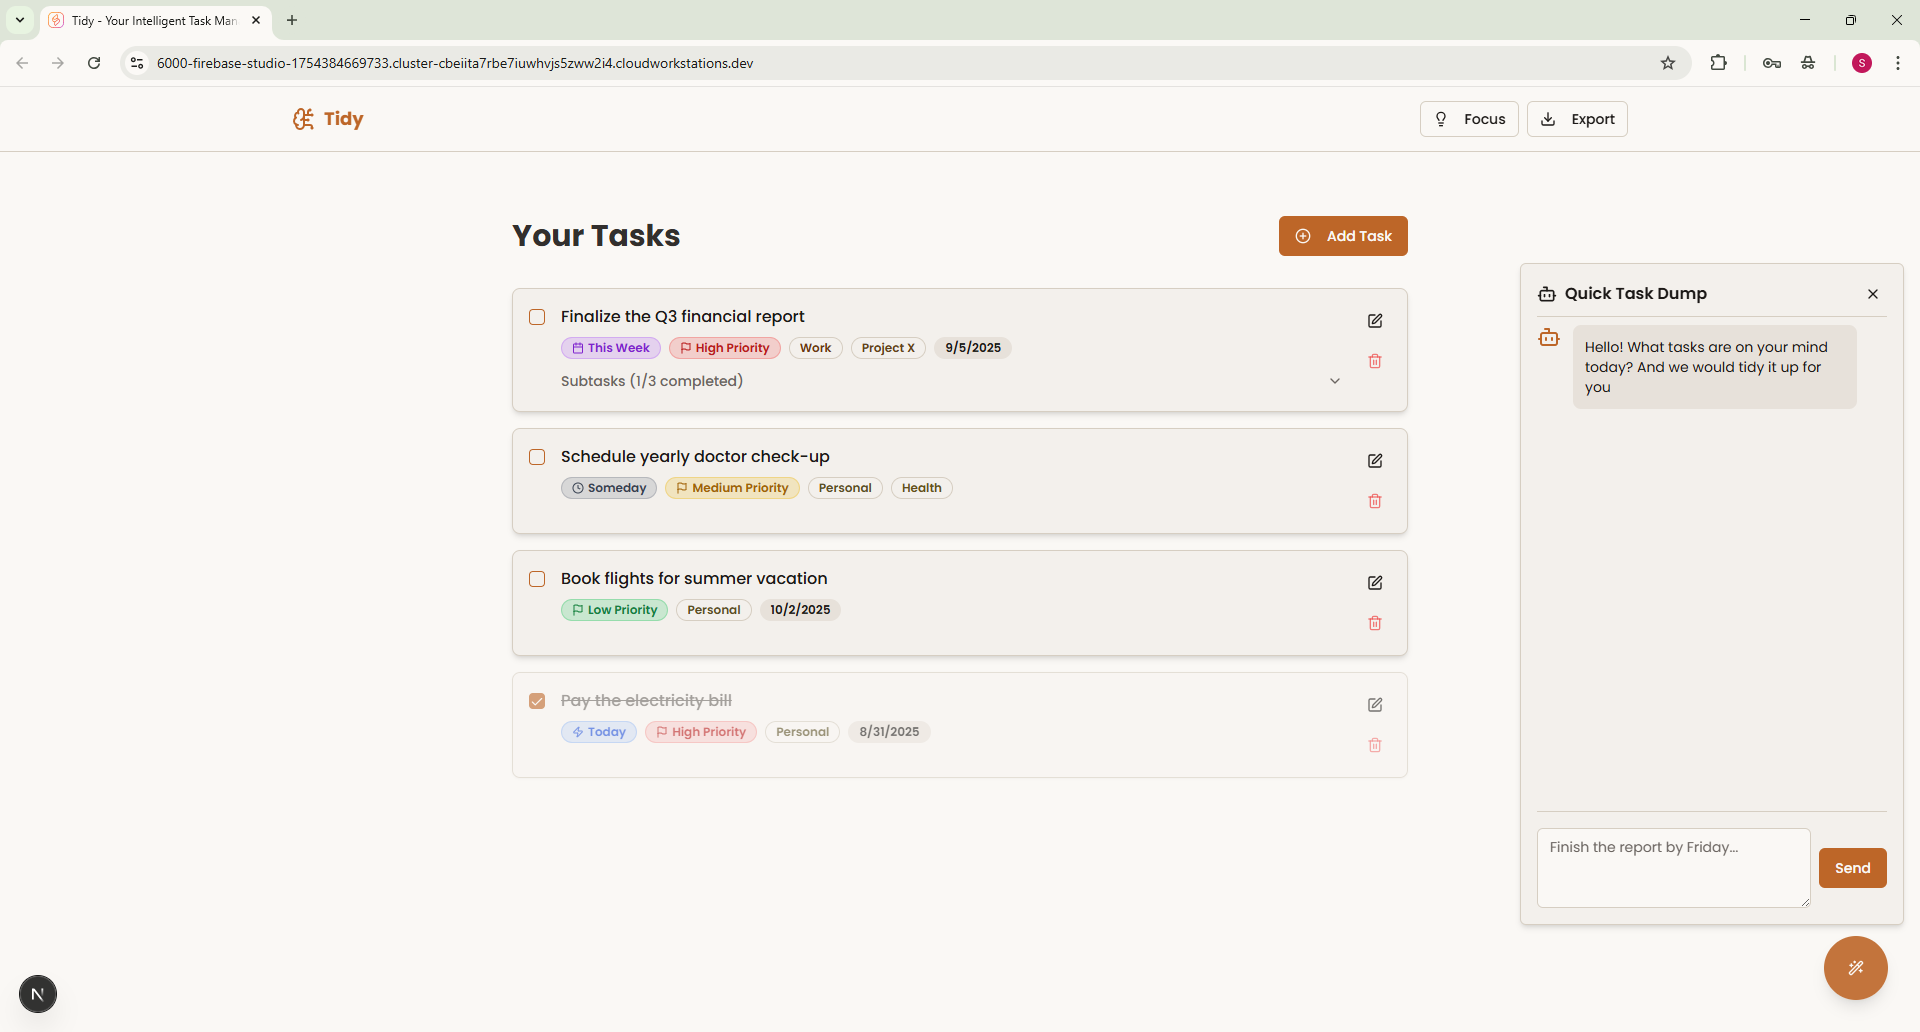 Tidy - Your Intelligent Task Man
6000-firebase-studio-1754384669733.cluster-cbeiita7rbe7iuwhvjs5zww2i4.cloudworkstations.dev
S
Tidy
Focus
Export
Your Tasks
Add Task
Finalize the Q3 financial report
This Week
High Priority
Work
Project X
9/5/2025
Subtasks (1/3 completed)
Schedule yearly doctor check-up
Someday
Medium Priority
Personal
Health
Book flights for summer vacation
Low Priority
Personal
10/2/2025
Pay the electricity bill
Today
High Priority
Personal
8/31/2025
Quick Task Dump
Hello! What tasks are on your mind
today? And we would tidy it up for
you
Finish the report by Friday...
Send
N